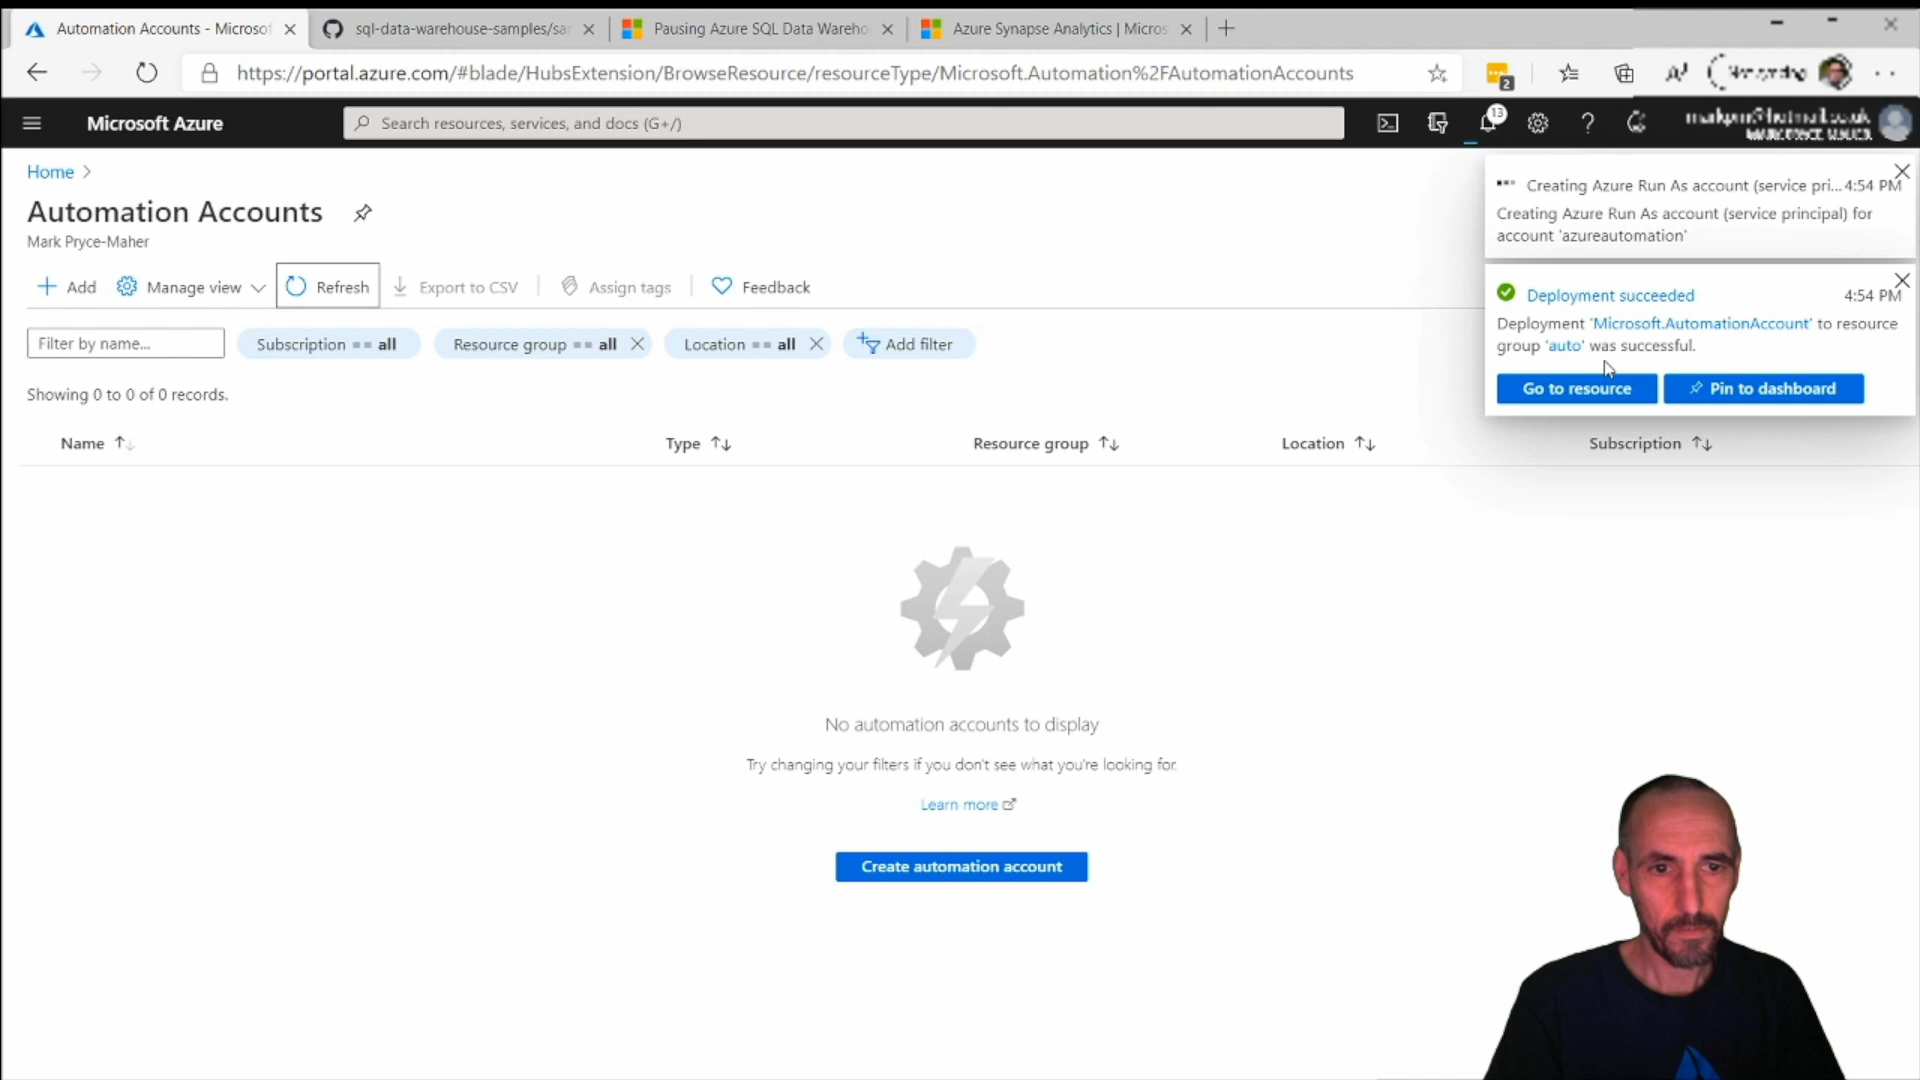 Automation Accounts - Microsof
sql-data-warehouse-samples/sa
Pausing Azure SQL Data Wareho
Azure Synapse Analytics | Micros
https://portal.azure.com/#blade/HubsExtension/BrowseResource/resourceType/Microsoft.Automation%2FAutomationAccounts
2
Microsoft Azure
Search resources, services, and docs (G+/)
13
Home
Automation Accounts
Mark Pryce-Maher
Add
Manage view
Refresh
Export to CSV
Assign tags
Feedback
Filter by name...
Subscription == all
Resource group == all
Location == all
Add filter
Showing 0 to 0 of 0 records.
Name
Type
Resource group
Location
Subscription
No automation accounts to display
Try changing your filters if you don't see what you're looking for.
Learn more
Create automation account
Creating Azure Run As account (service pri... 4:54 PM
Creating Azure Run As account (service principal) for
account 'azureautomation'
Deployment succeeded 4:54 PM
Deployment 'Microsoft.AutomationAccount' to resource
group 'auto' was successful.
Go to resource
Pin to dashboard